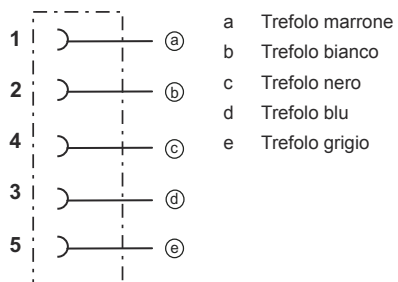 1 a
2 b
4 c
3 d
5 e
a Trefolo marrone
b Trefolo bianco
c Trefolo nero
d Trefolo blu
e Trefolo grigio